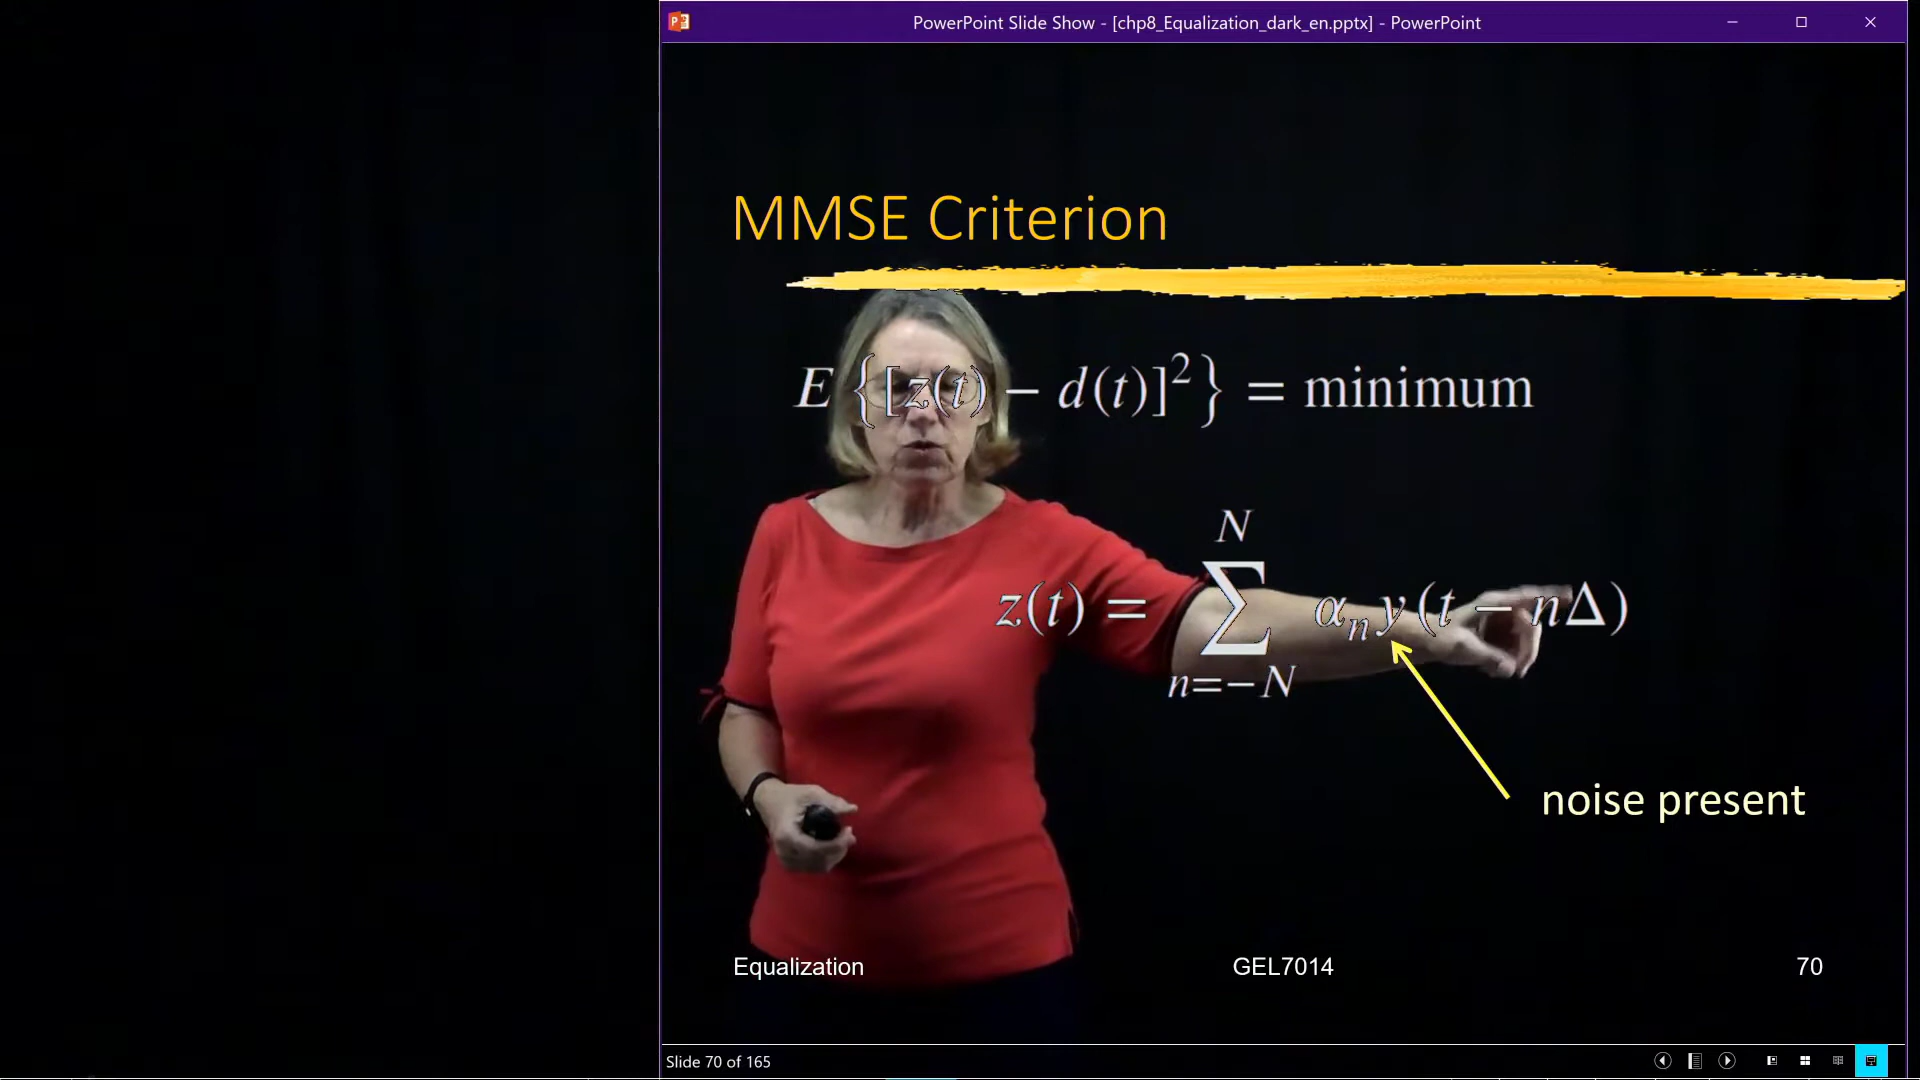 PowerPoint Slide Show - [chp8_Equalization_dark_en.pptx] - PowerPoint
MMSE Criterion
E {[z(t) − d(t)]²} = minimum
N
z(t) = ∑ αₙ y(t − nΔ)
n=−N
noise present
Equalization GEL7014 70
Slide 70 of 165